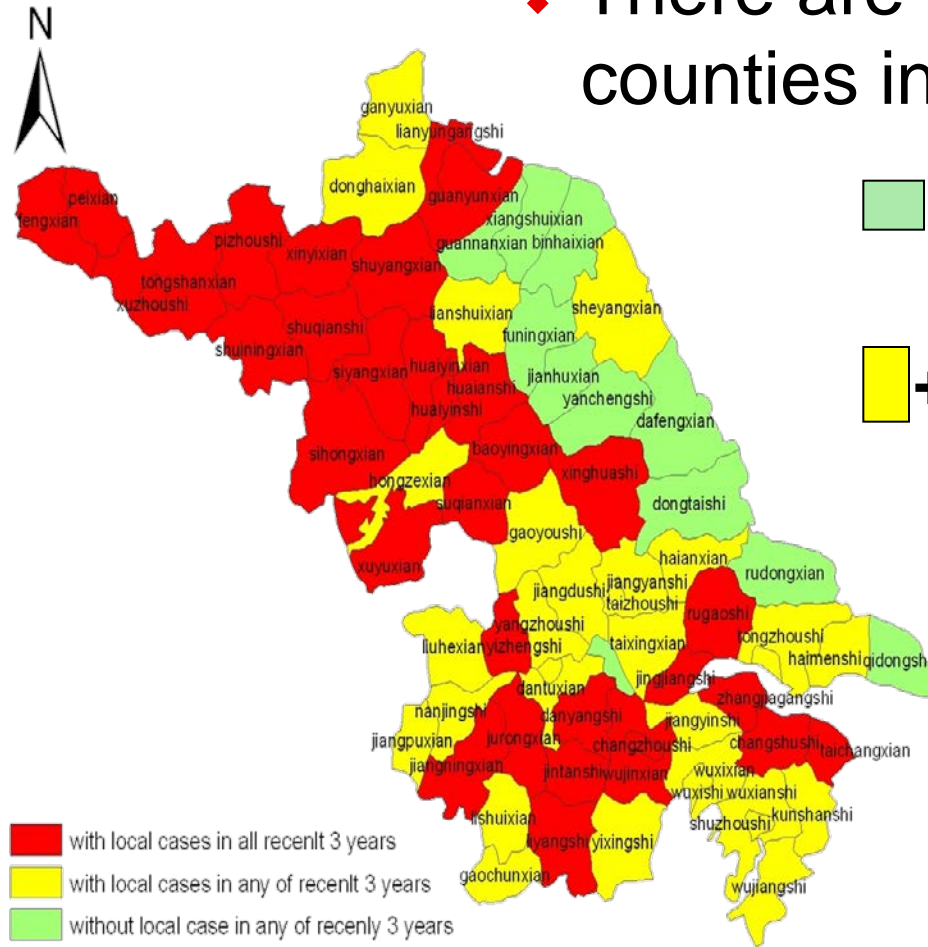 There are
counties in
N
ganyuxian
lianyungangshi
donghaixian
guanyunxian
peixian
fengxian
xiangshuixian
pizhoushi
guannanxian
binhaixian
xinyixian
shuyangxian
tongshanxian
xuzhoushi
lianshuixian
sheyangxian
shuqianshi
funingxian
shuiningxian
siyangxian
huaiyinxian
jianhuxian
huaianshi
yanchengshi
+
huaiyinshi
dafengxian
sihongxian
baoyingxian
xinghuashi
hongzexian
suqianxian
dongtaishi
gaoyoushi
haianxian
xuyuxian
rudongxian
jiangdushi
jiangyanshi
taizhoushi
rugaoshi
yangzhoushi
liuhexian
yizhengshi
taixingxian
tongzhoushi
haimenshi
qidongsh
jingjiangshi
dantuxian
zhangjiagangshi
nanjingshi
danyangshi
jiangyinshi
jiangpuxian
jurongxian
changzhoushi
changshushi
taichangxian
jiangningxian
jintanshi
wujinxian
wuxixian
wuxishi
wuxianshi
lishuixian
shuzhoushi
kunshanshi
liyangshi
yixingshi
gaochunxian
wujiangshi
with local cases in all recenlt 3 years
with local cases in any of recenlt 3 years
without local case in any of recenly 3 years